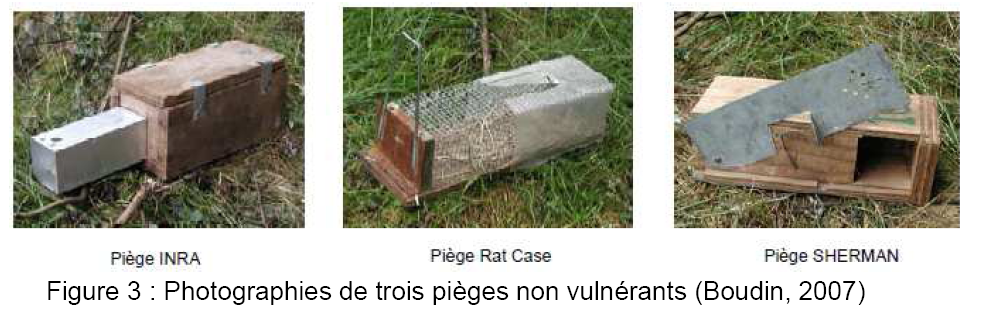 Piège INRA
Piège Rat Case
Piège SHERMAN
Figure 3 : Photographies de trois pièges non vulnérants (Boudin, 2007)